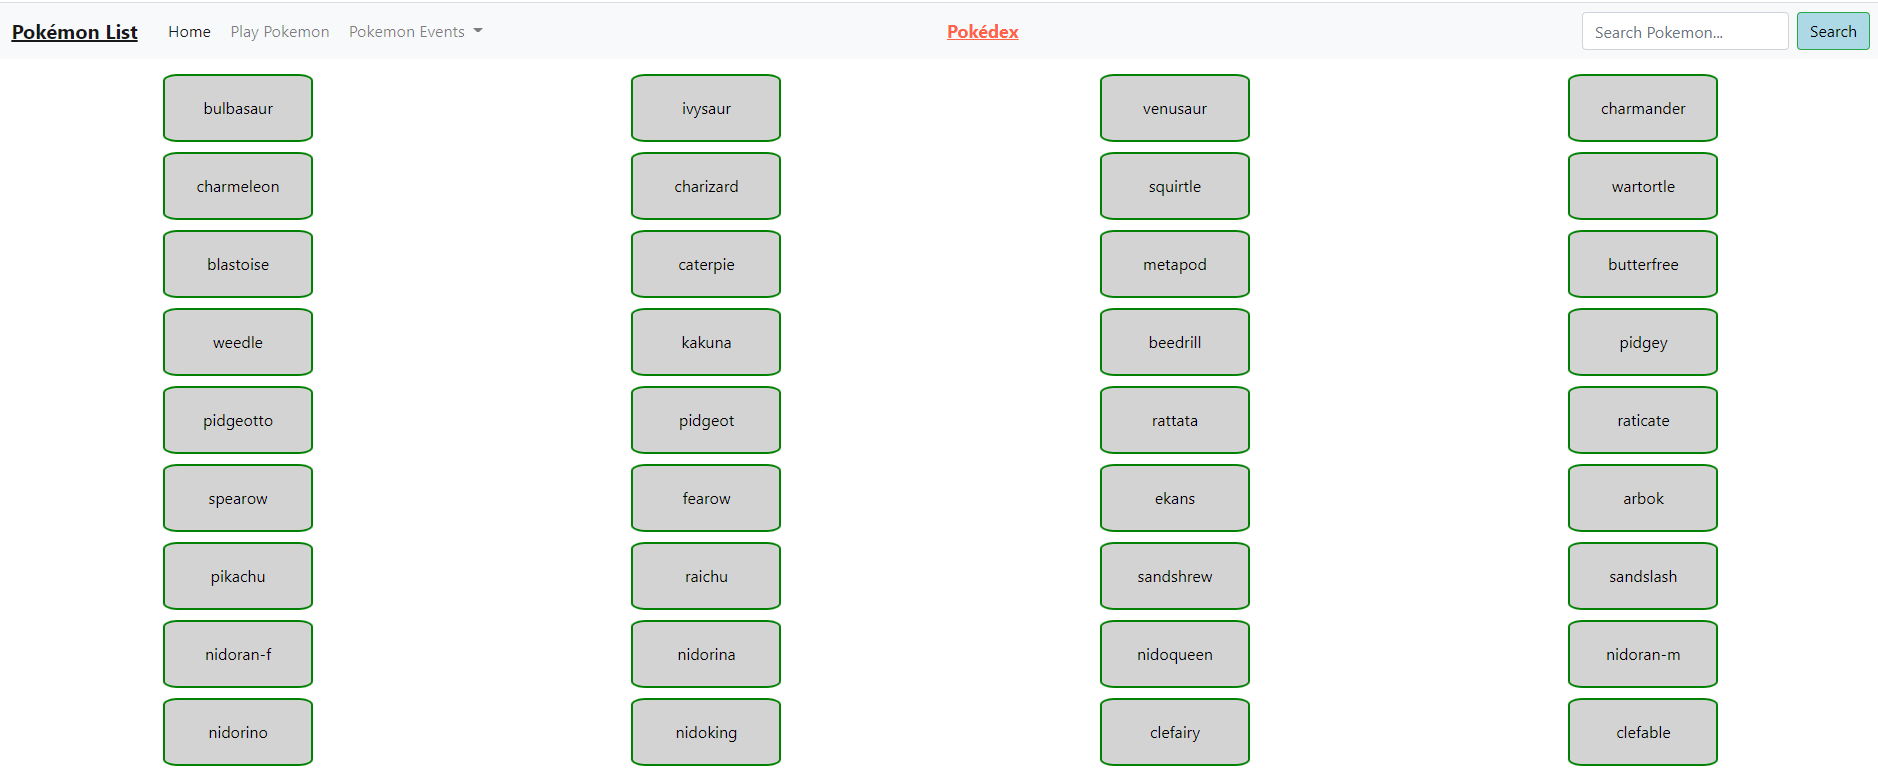 Pokémon List Home Play Pokemon Pokemon Events Pokédex Search Pokemon... Search
bulbasaur ivysaur venusaur charmander
charmeleon charizard squirtle wartortle
blastoise caterpie metapod butterfree
weedle kakuna beedrill pidgey
pidgeotto pidgeot rattata raticate
spearow fearow ekans arbok
pikachu raichu sandshrew sandslash
nidoran-f nidorina nidoqueen nidoran-m
nidorino nidoking clefairy clefable